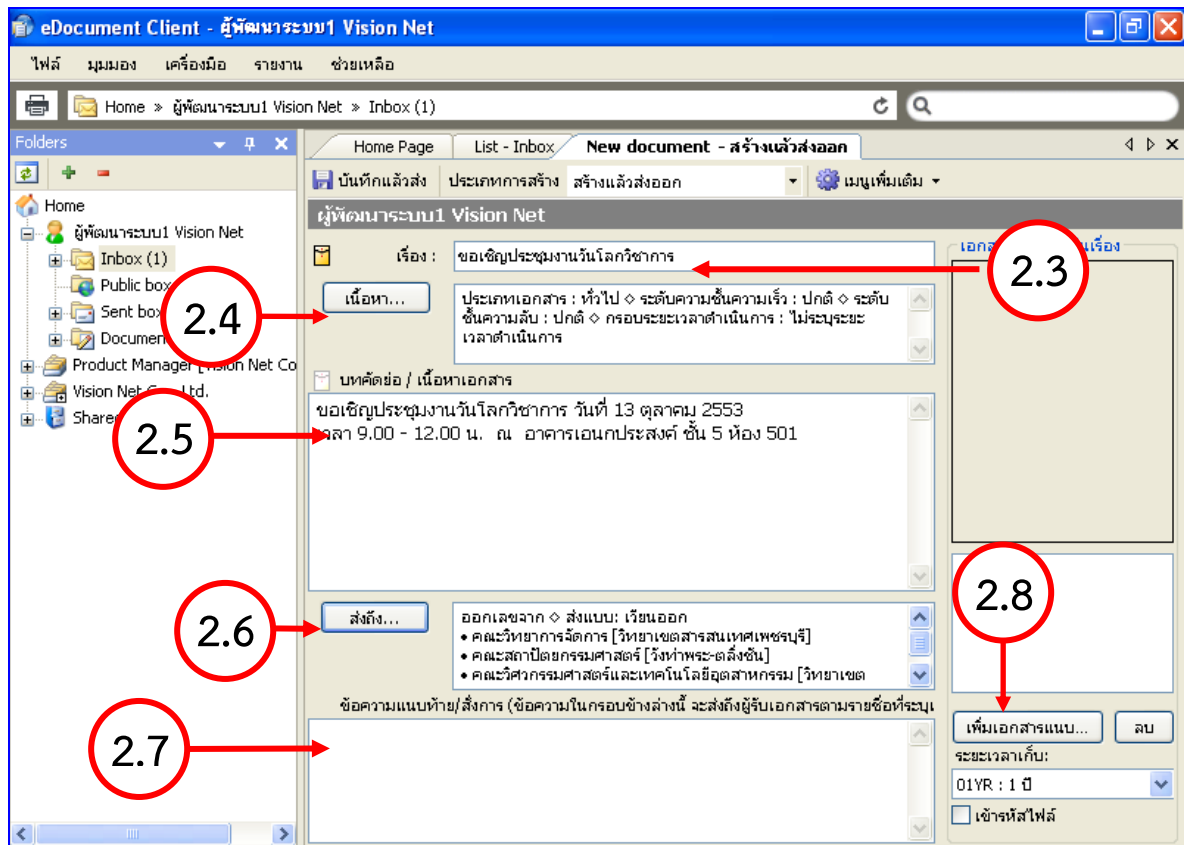 eDocument Client - ผู้พัฒนาระบบ1 Vision Net
ไฟล์ มุมมอง เครื่องมือ รายงาน ช่วยเหลือ
Home » ผู้พัฒนาระบบ1 Vision Net » Inbox (1)
Folders
Home Page List - Inbox New document - สร้างแล้วส่งออก
บันทึกแล้วส่ง ประเภทการสร้าง สร้างแล้วส่งออก เมนูเพิ่มเติม
Home
ผู้พัฒนาระบบ1 Vision Net
Inbox (1)
Public box
Sent box
Documen
Product Manager [Vision Net Co
Vision Net Co., Ltd.
Share
ผู้พัฒนาระบบ1 Vision Net
เรื่อง : ขอเชิญประชุมงานวันโลกวิชาการ
2.3
เนื้อหา...
2.4
ประเภทเอกสาร : ทั่วไป ◇ ระดับความชั้นความเร็ว : ปกติ ◇ ระดับ
ชั้นความลับ : ปกติ ◇ กรอบระยะเวลาดำเนินการ : ไม่ระบุระยะ
เวลาดำเนินการ
บทคัดย่อ / เนื้อหาเอกสาร
ขอเชิญประชุมงานวันโลกวิชาการ วันที่ 13 ตุลาคม 2553
เวลา 9.00 - 12.00 น. ณ อาคารเอนกประสงค์ ชั้น 5 ห้อง 501
2.5
ส่งถึง...
2.6
ออกเลขจาก ◇ ส่งแบบ: เวียนออก
• คณะวิทยาการจัดการ [วิทยาเขตสารสนเทศเพชรบุรี]
• คณะสถาปัตยกรรมศาสตร์ [วังท่าพระ-ตลิ่งชัน]
• คณะวิศวกรรมศาสตร์และเทคโนโลยีอุตสาหกรรม [วิทยาเขต
ข้อความแนบท้าย/สั่งการ (ข้อความในกรอบข้างล่างนี้ จะส่งถึงผู้รับเอกสารตามรายชื่อที่ระบุ
2.7
2.8
เพิ่มเอกสารแนบ... ลบ
ระยะเวลาเก็บ:
01YR : 1 ปี
เข้ารหัสไฟล์